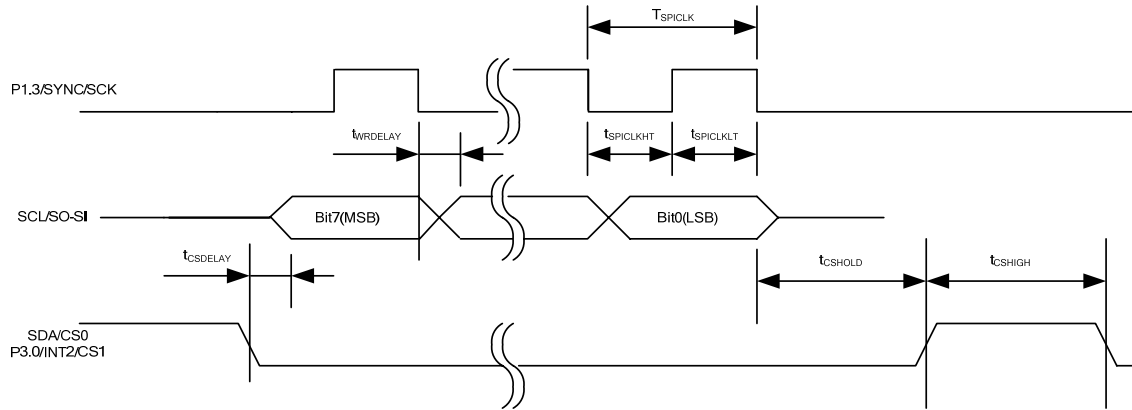 TSPICLK
P1.3/SYNC/SCK
tWRDELAY
tSPICLKHT
tSPICLKLT
SCL/SO-SI
Bit7(MSB)
Bit0(LSB)
tCSDELAY
tCSHOLD
tCSHIGH
SDA/CS0
P3.0/INT2/CS1